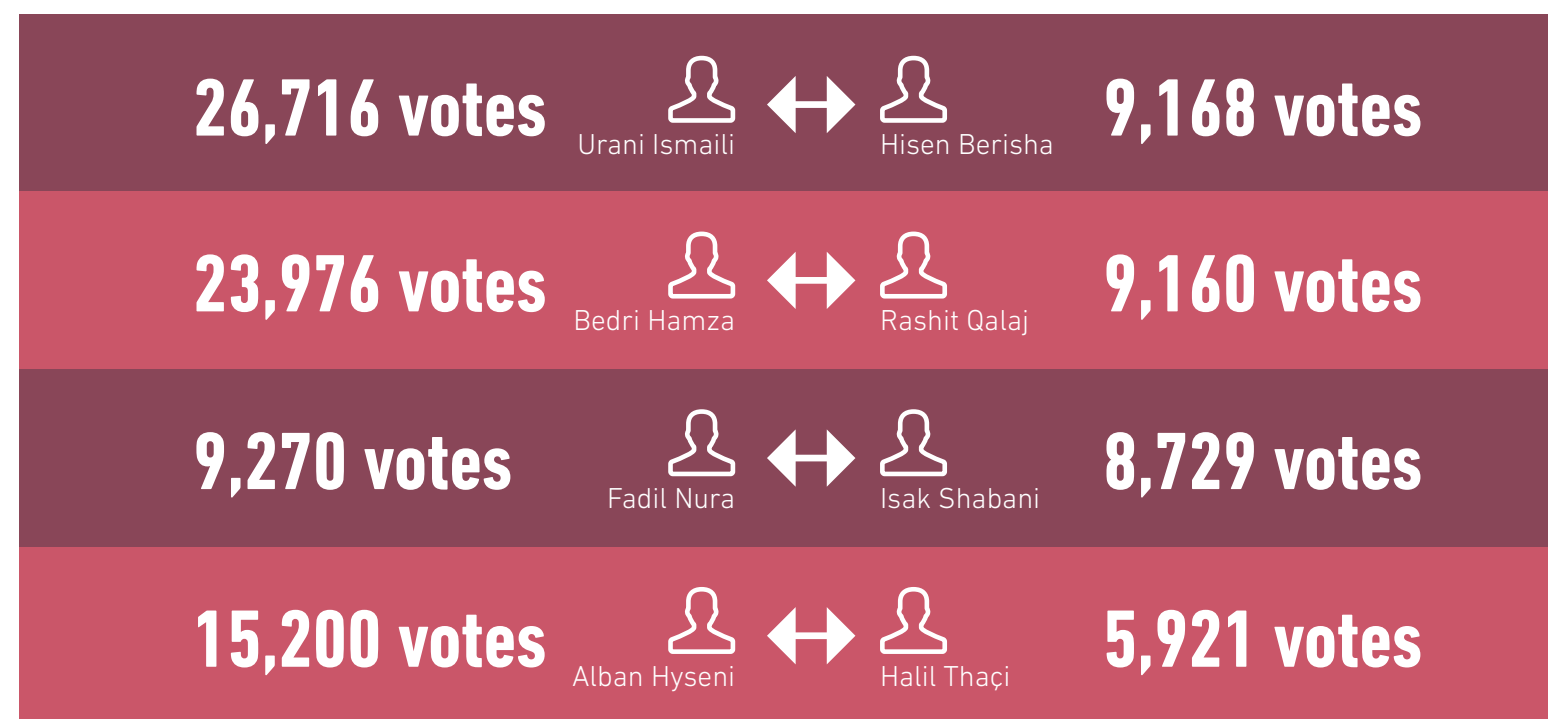 26,716 votes
Urani Ismaili
Hisen Berisha
9,168 votes
23,976 votes
Bedri Hamza
Rashit Qalaj
9,160 votes
9,270 votes
Fadil Nura
Isak Shabani
8,729 votes
15,200 votes
Alban Hyseni
Halil Thaçi
5,921 votes